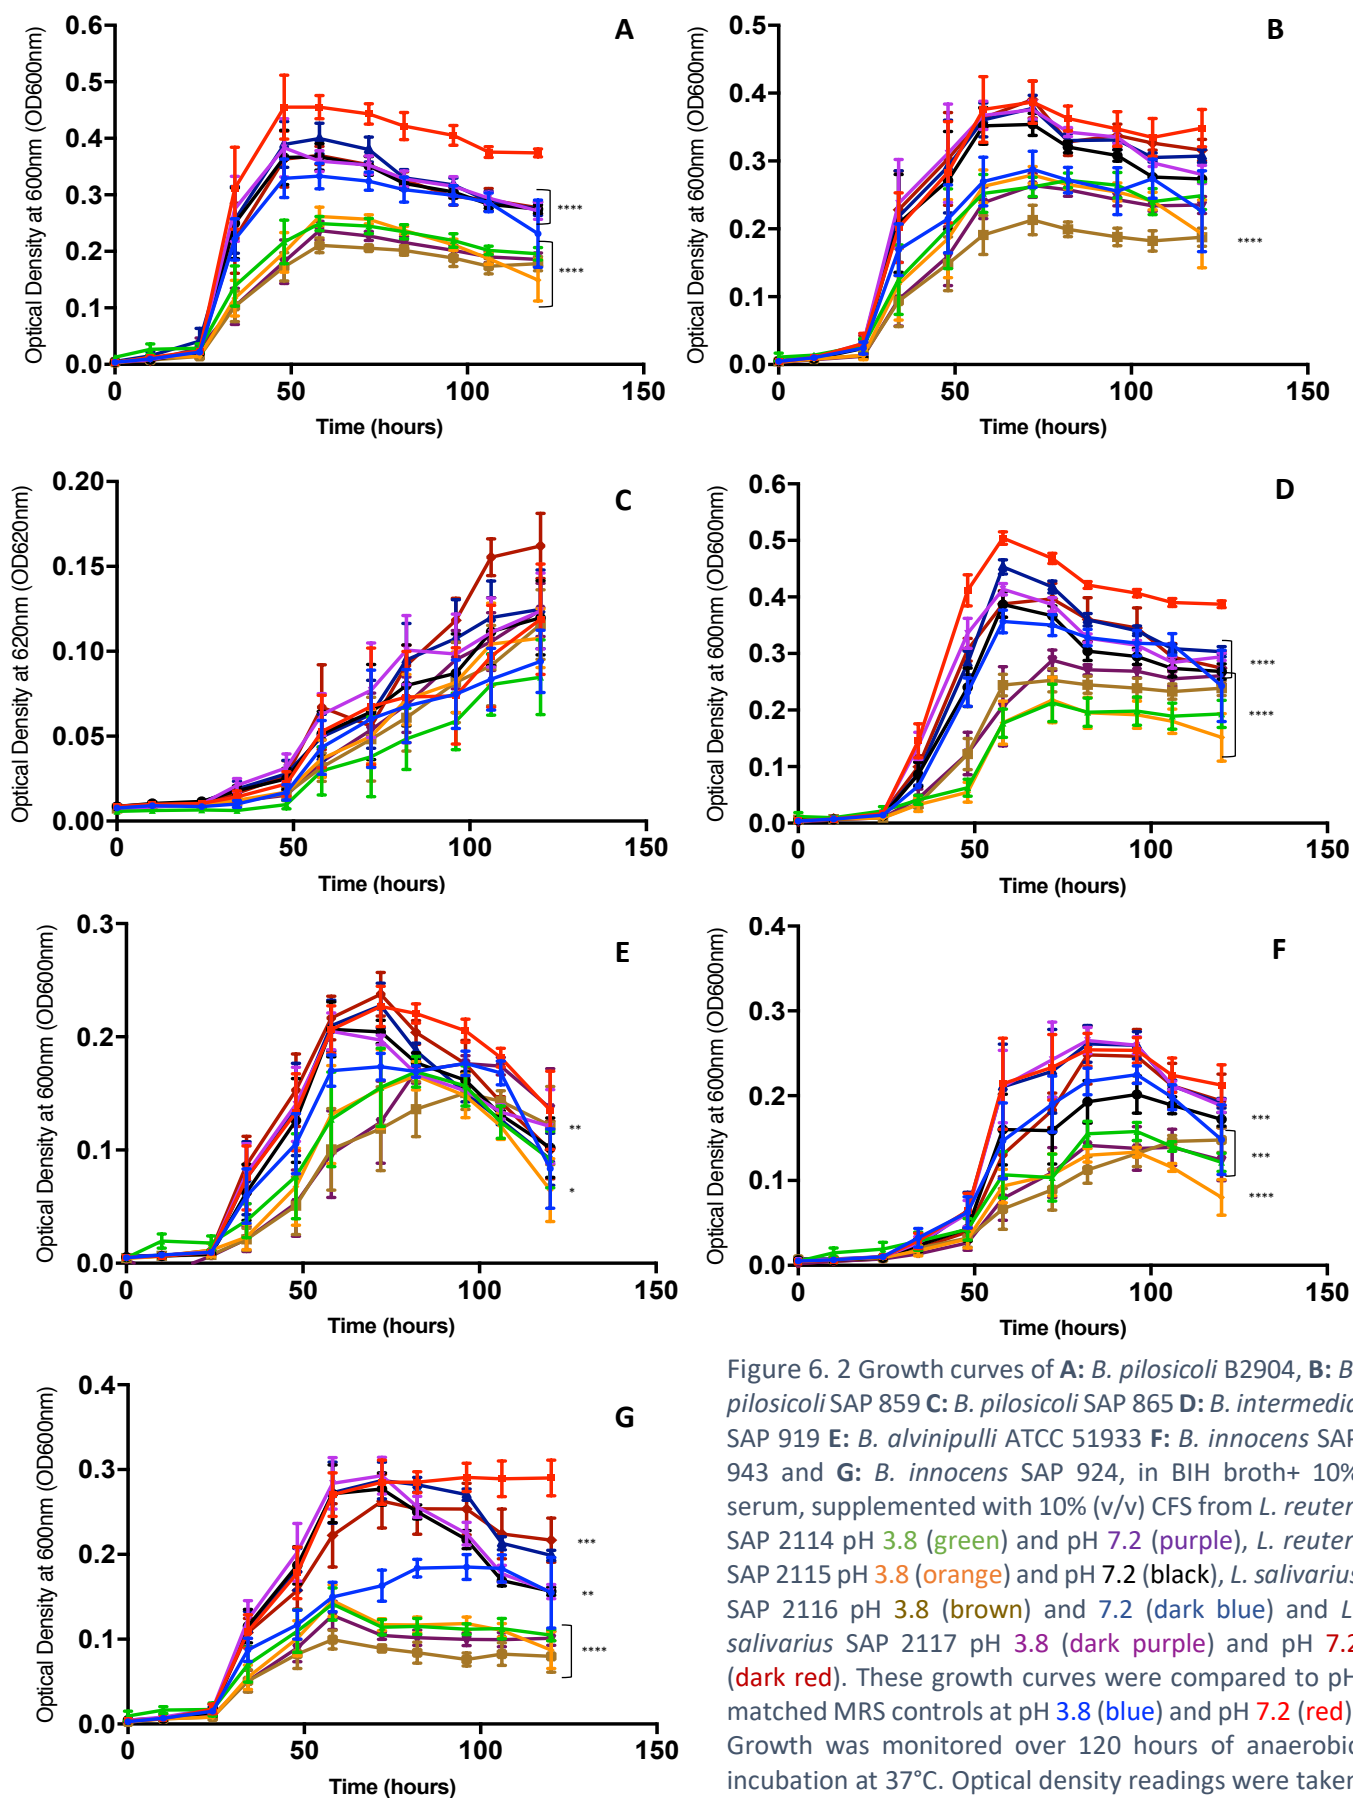 A
Optical Density at 600nm (OD600nm)
0.6
0.5
0.4
0.3
0.2
0.1
0.0
0 50 100 150
Time (hours)
****
****
B
Optical Density at 600nm (OD600nm)
0.5
0.4
0.3
0.2
0.1
0.0
0 50 100 150
Time (hours)
****
C
Optical Density at 620nm (OD620nm)
0.20
0.15
0.10
0.05
0.00
0 50 100 150
Time (hours)
D
Optical Density at 600nm (OD600nm)
0.6
0.5
0.4
0.3
0.2
0.1
0.0
0 50 100 150
Time (hours)
****
****
E
Optical Density at 600nm (OD600nm)
0.3
0.2
0.1
0.0
0 50 100 150
Time (hours)
**
*
F
Optical Density at 600nm (OD600nm)
0.4
0.3
0.2
0.1
0.0
0 50 100 150
Time (hours)
***
***
****
G
Optical Density at 600nm (OD600nm)
0.4
0.3
0.2
0.1
0.0
0 50 100 150
Time (hours)
***
**
****
Figure 6. 2 Growth curves of A: B. pilosicoli B2904, B: B.
pilosicoli SAP 859 C: B. pilosicoli SAP 865 D: B. intermedia
SAP 919 E: B. alvinipulli ATCC 51933 F: B. innocens SAP
943 and G: B. innocens SAP 924, in BIH broth+ 10%
serum, supplemented with 10% (v/v) CFS from L. reuter
SAP 2114 pH 3.8 (green) and pH 7.2 (purple), L. reuter
SAP 2115 pH 3.8 (orange) and pH 7.2 (black), L. salivarius
SAP 2116 pH 3.8 (brown) and 7.2 (dark blue) and L.
salivarius SAP 2117 pH 3.8 (dark purple) and pH 7.2
(dark red). These growth curves were compared to pH
matched MRS controls at pH 3.8 (blue) and pH 7.2 (red)
Growth was monitored over 120 hours of anaerobic
incubation at 37°C. Optical density readings were taken